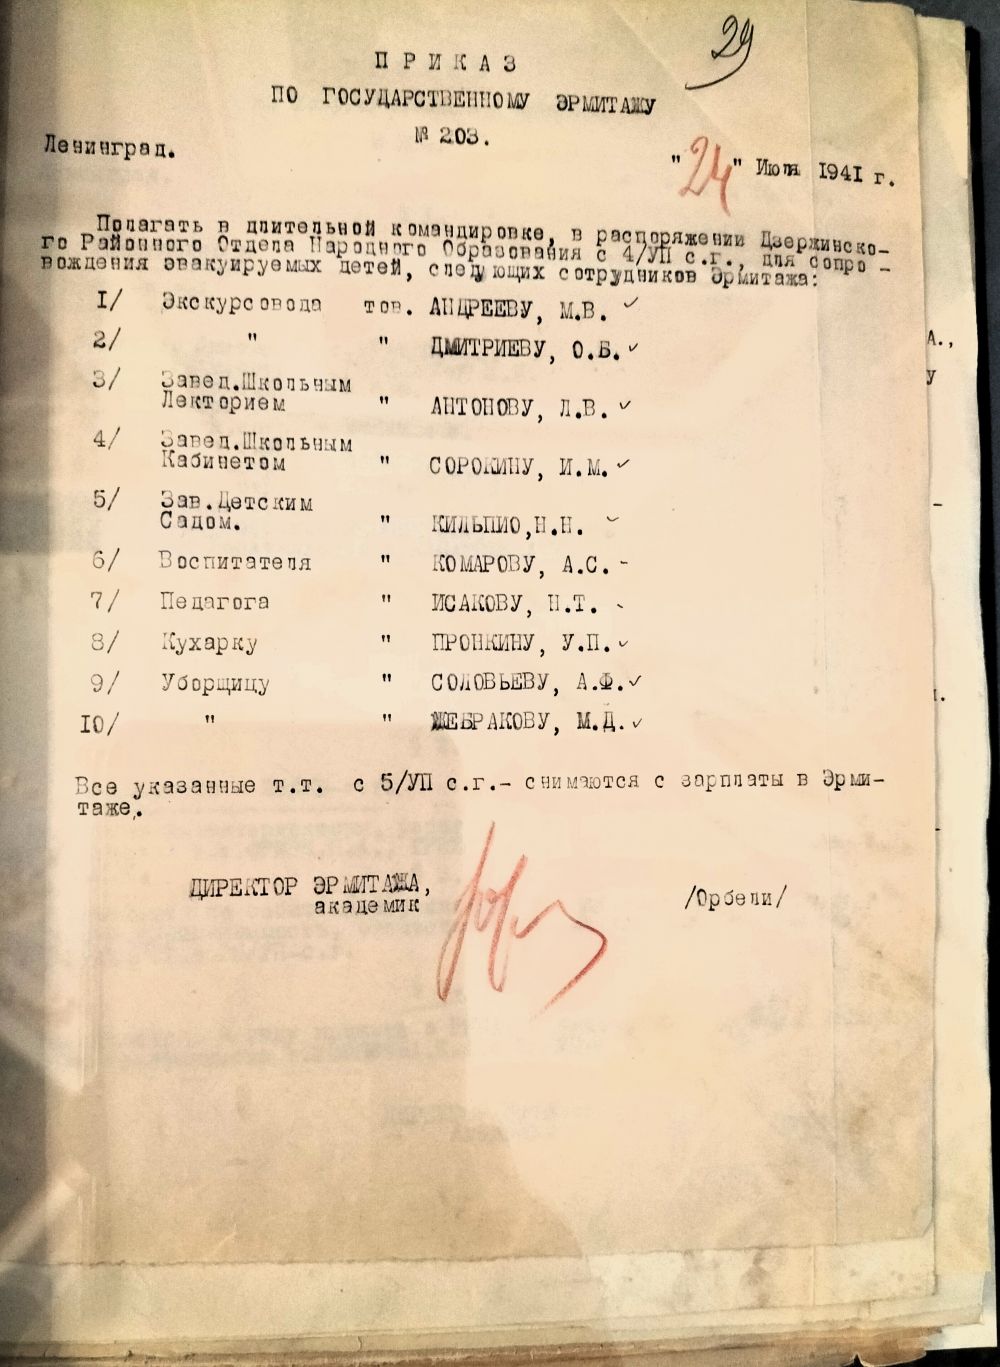 29
ПРИКАЗ
ПО ГОСУДАРСТВЕННОМУ ЭРМИТАЖУ
№ 203.
Ленинград.
"24" Июля 1941 г.
Полагать в длительной командировке, в распоряжении Дзержинско-
го Районного Отдела Народного Образования с 4/УП с.г., для сопро-
вождения эвакуируемых детей, следующих сотрудников Эрмитажа:
1/ Экскурсовода тов. АНДРЕЕВУ, М.В.
2/ " " ДМИТРИЕВУ, О.Б.
3/ Завед.Школьным
Лекторием " АНТОНОВУ, Л.В.
4/ Завед.Школьным
Кабинетом " СОРОКИНУ, И.М.
5/ Зав.Детским
Садом. " КИЛЬПИО,Н.Н.
6/ Воспитателя " КОМАРОВУ, А.С.
7/ Педагога " ИСАКОВУ, Н.Т.
8/ Кухарку " ПРОНКИНУ, У.П.
9/ Уборщицу " СОЛОВЬЕВУ, А.Ф.
10/ " " ЖЕБРАКОВУ, М.Д.
Все указанные т.т. с 5/УП с.г.- снимаются с зарплаты в Эрми-
таже.
ДИРЕКТОР ЭРМИТАЖА,
академик /Орбели/
А.,
у